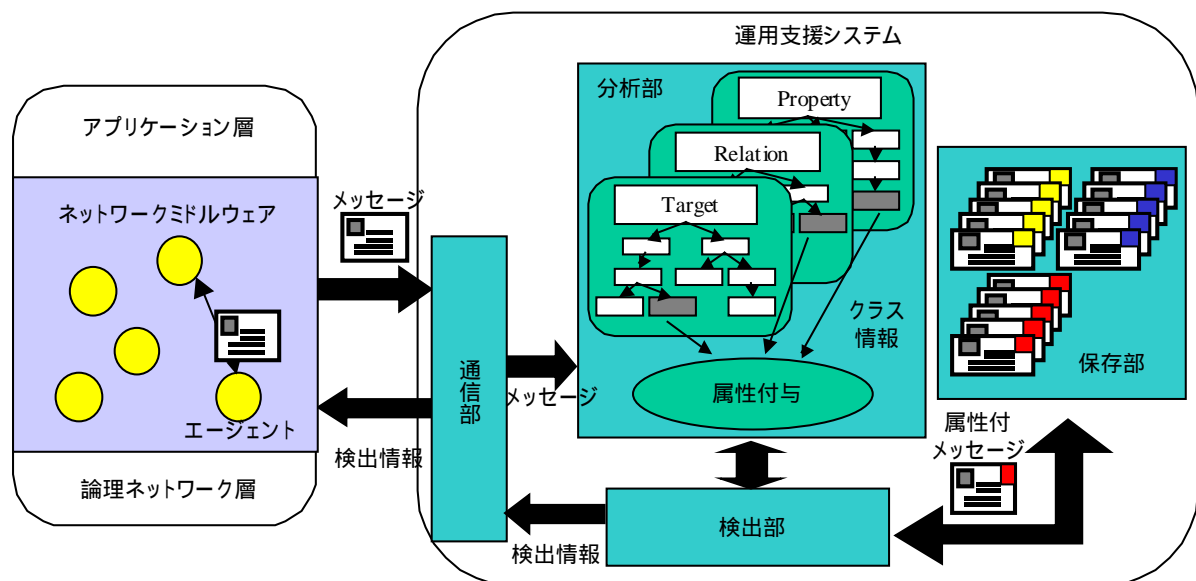 運用支援システム
アプリケーション層
ネットワークミドルウェア
エージェント
論理ネットワーク層
メッセージ
検出情報
通信部
メッセージ
検出情報
分析部
Property
Relation
Target
クラス
情報
属性付与
検出部
保存部
属性付
メッセージ